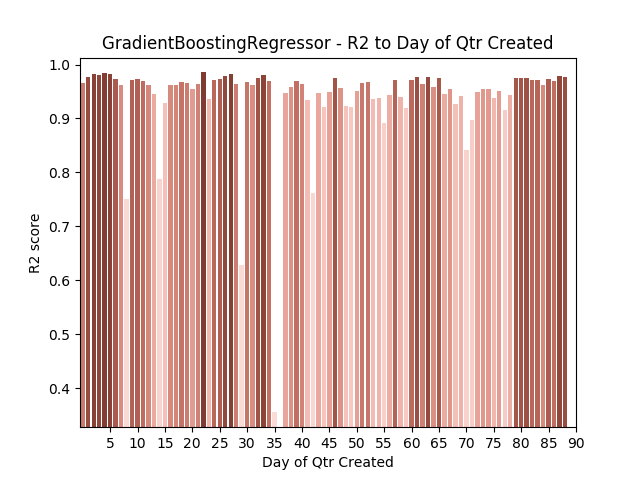 GradientBoostingRegressor - R2 to Day of Qtr Created
1.0
0.9
0.8
0.7
0.6
0.5
0.4
R2 score
5 10 15 20 25 30 35 40 45 50 55 60 65 70 75 80 85 90
Day of Qtr Created